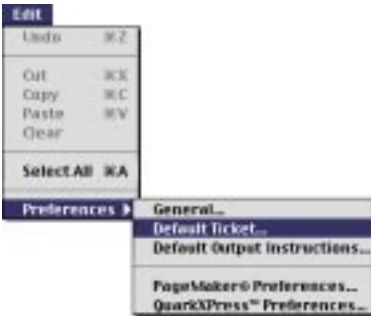 Edit
Undo ⌘Z
Cut ⌘X
Copy ⌘C
Paste ⌘V
Clear
Select All ⌘A
Preferences ▶
General...
Default Ticket...
Default Output Instructions...
PageMaker® Preferences...
QuarkXPress™ Preferences...